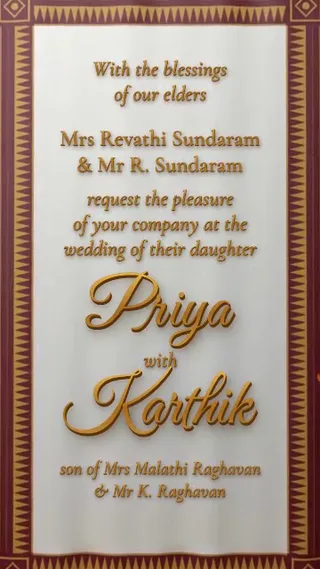 With the blessings
of our elders
Mrs Revathi Sundaram
& Mr R. Sundaram
request the pleasure
of your company at the
wedding of their daughter
Priya
with
Karthik
son of Mrs Malathi Raghavan
& Mr K. Raghavan